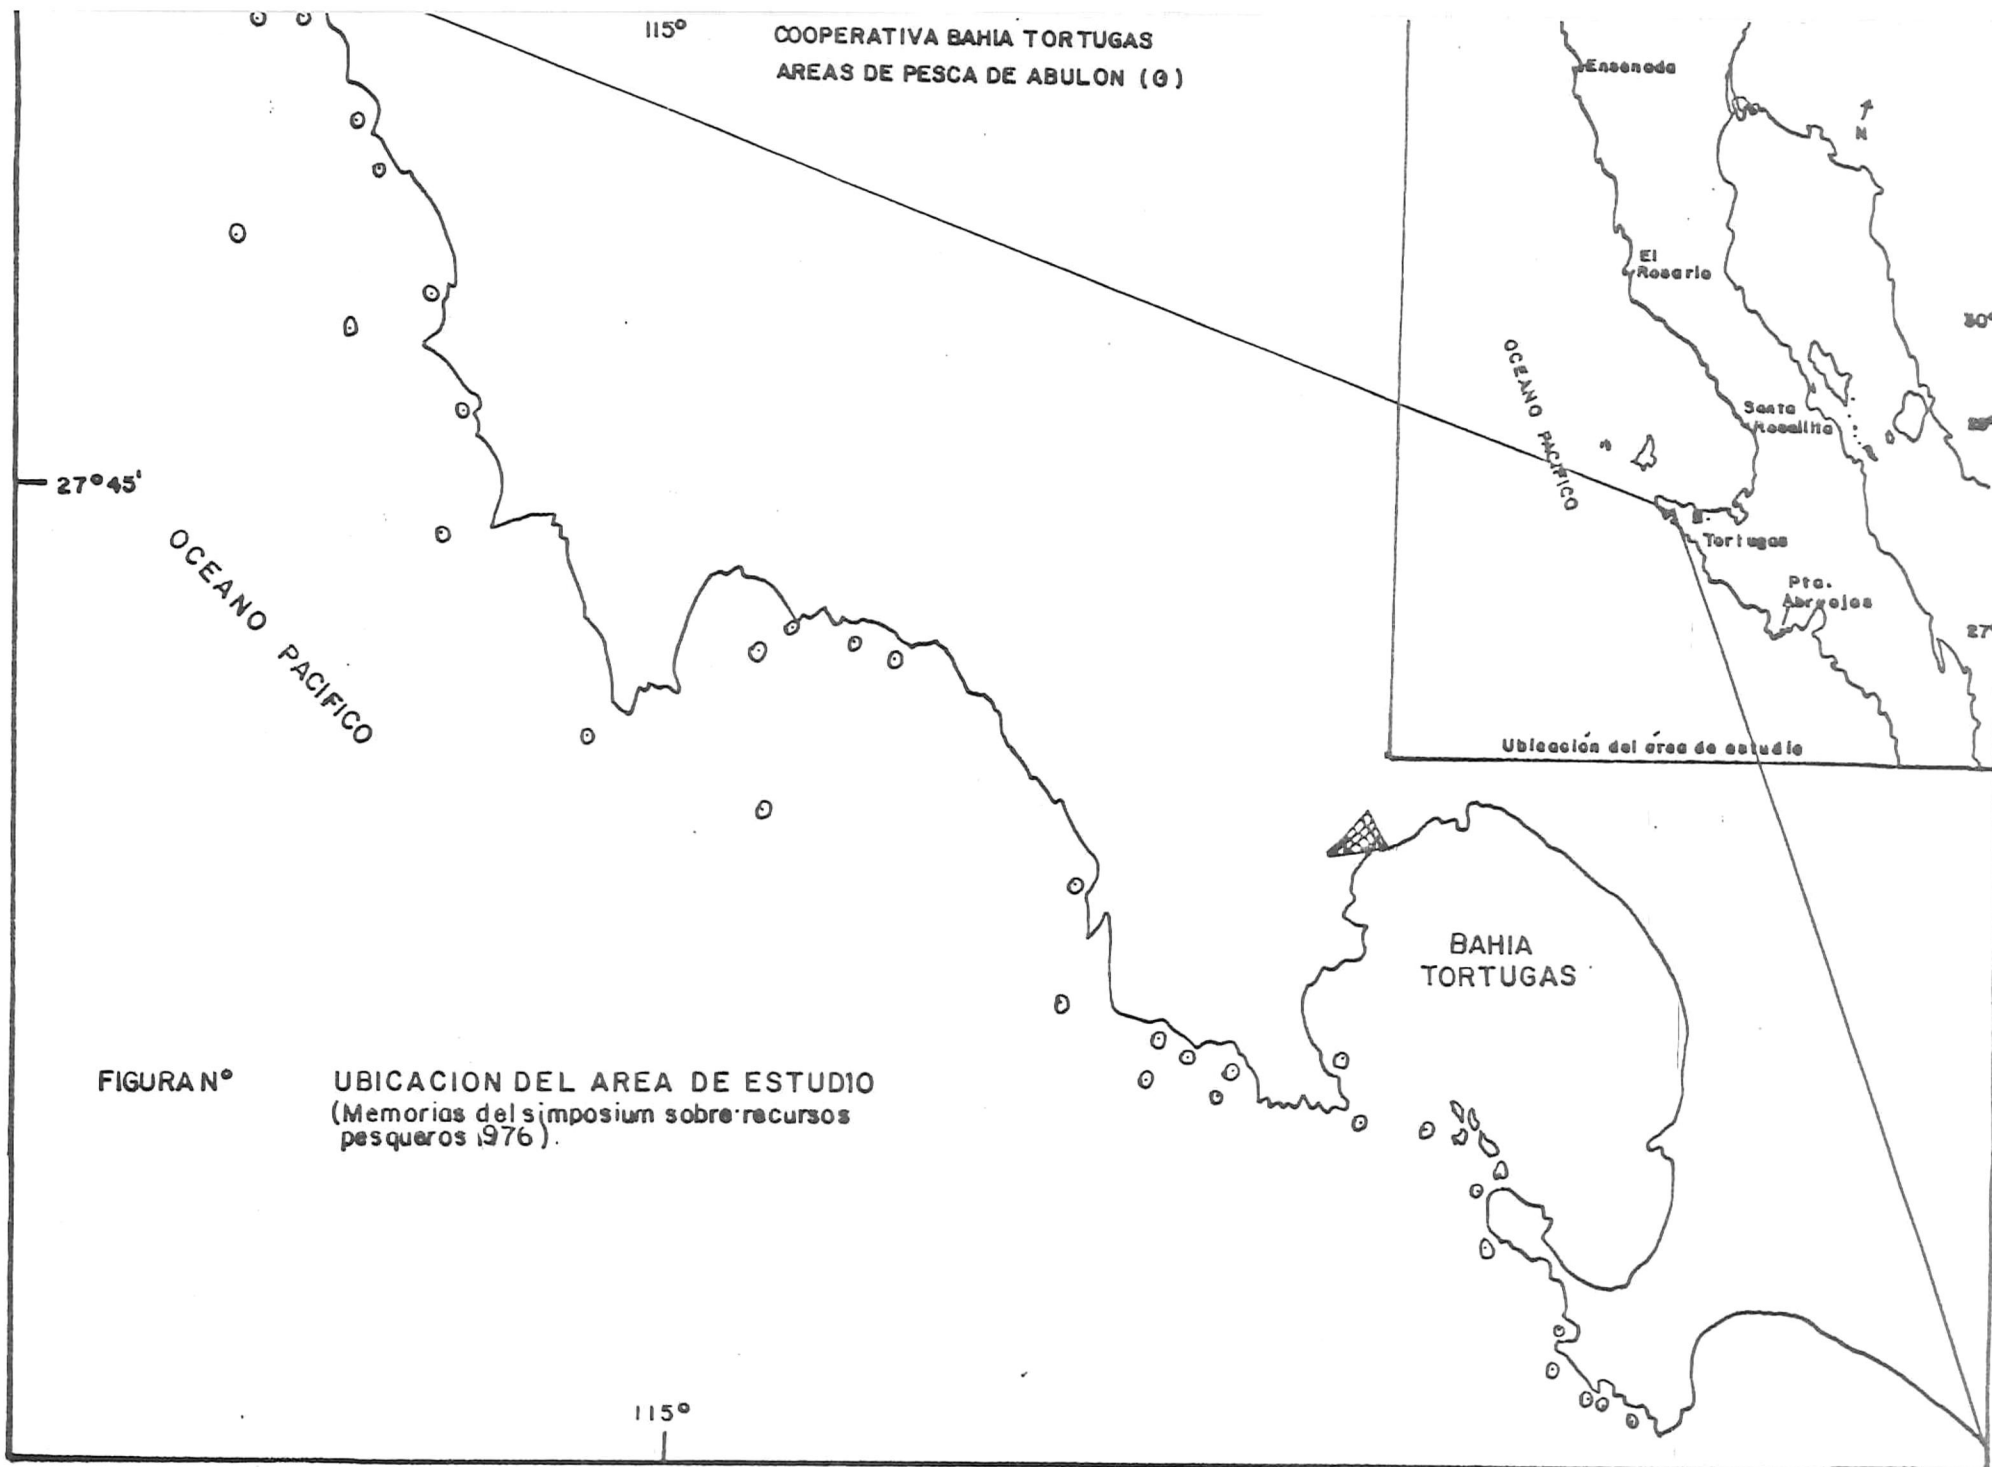 115°
COOPERATIVA BAHIA TORTUGAS
AREAS DE PESCA DE ABULON (⊙)
Ensenada
N
El
Rosario
30°
OCEANO PACIFICO
Santa
Rosalita
29°
27°45'
Tortugas
Pta.
Abreojos
27°
OCEANO PACIFICO
Ubicación del área de estudio
BAHIA
TORTUGAS
FIGURA N°
UBICACION DEL AREA DE ESTUDIO
(Memorias del simposium sobre recursos
pesqueros 1976).
115°